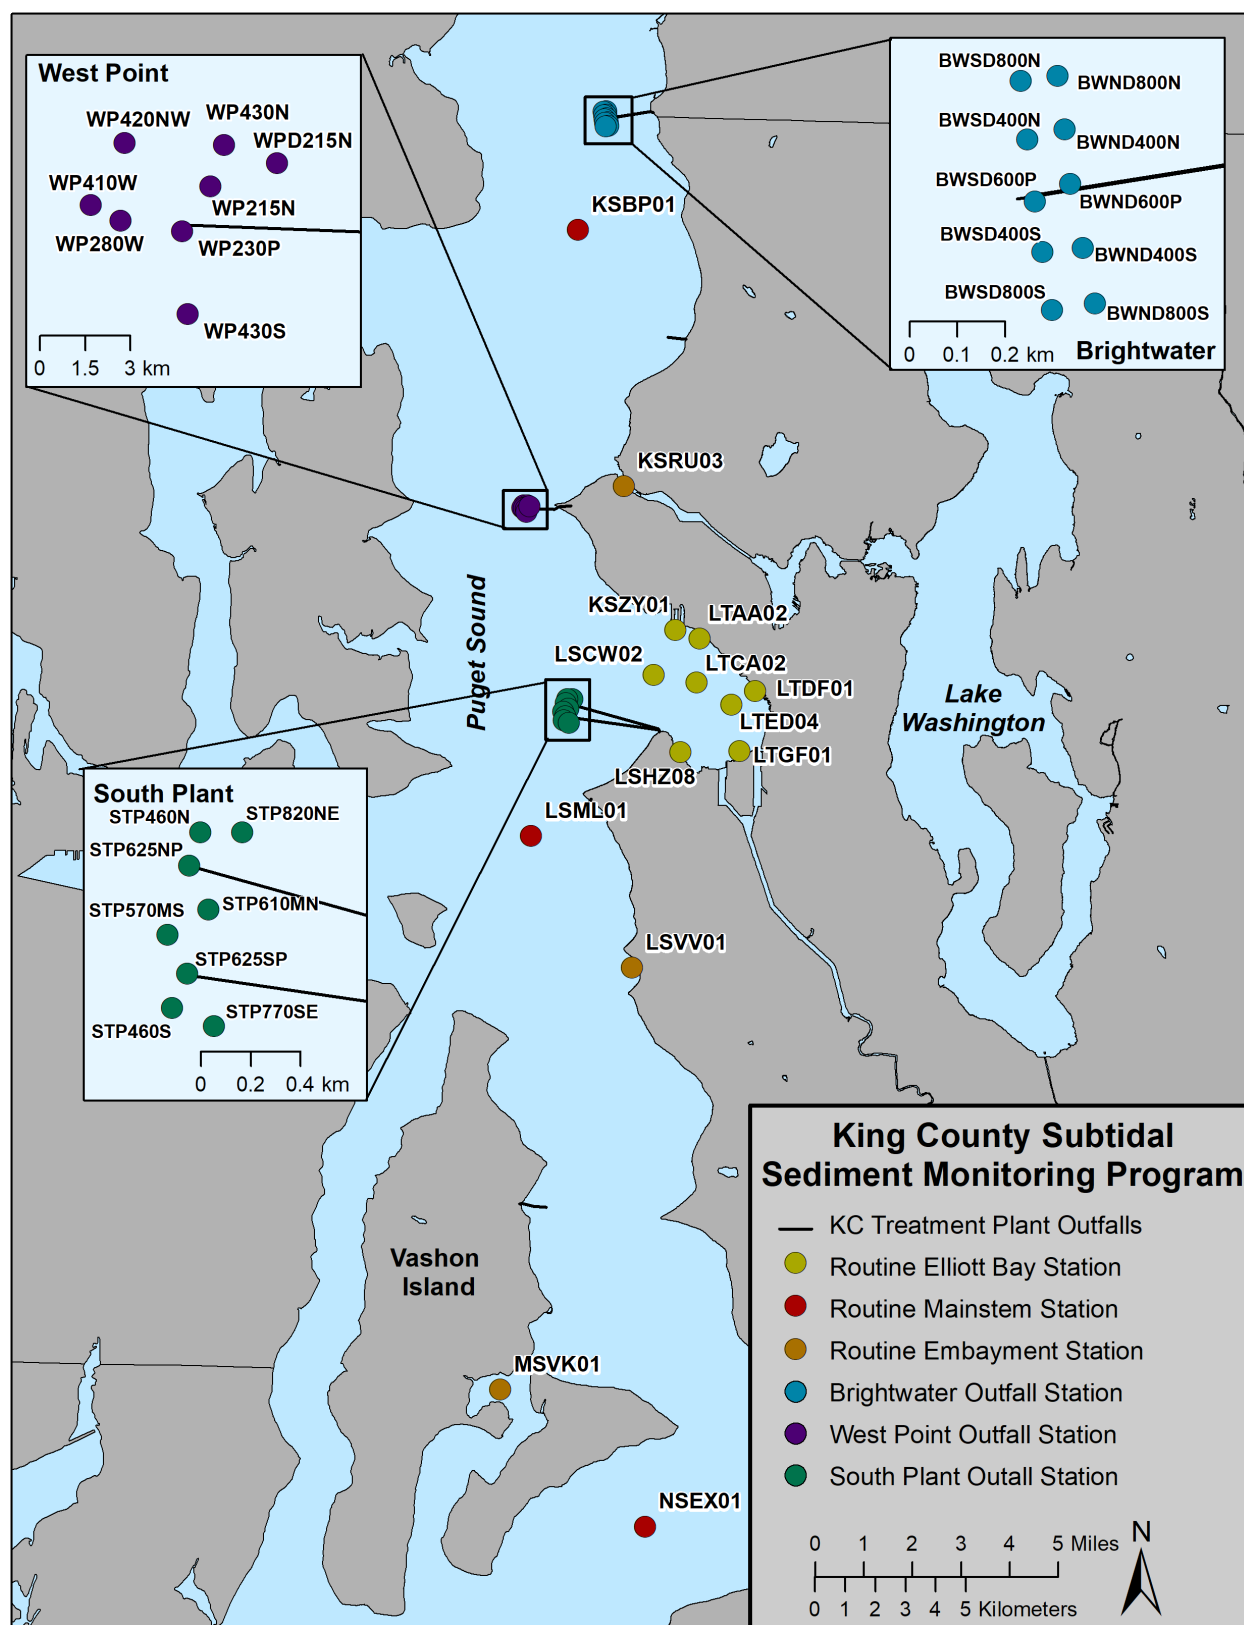 West Point
WP420NW
WP430N
WPD215N
WP410W
WP215N
WP280W
WP230P
WP430S
0 1.5 3 km
BWSD800N
BWND800N
BWSD400N
BWND400N
BWSD600P
BWND600P
BWSD400S
BWND400S
BWSD800S
BWND800S
0 0.1 0.2 km
Brightwater
KSBP01
KSRU03
KSZY01
LTAA02
LSCW02
LTCA02
LTDF01
LTED04
LTGF01
LSHZ08
Puget Sound
Lake
Washington
LSML01
South Plant
STP460N
STP820NE
STP625NP
STP610MN
STP570MS
STP625SP
STP460S
STP770SE
0 0.2 0.4 km
LSVV01
Vashon
Island
MSVK01
NSEX01
King County Subtidal
Sediment Monitoring Program
KC Treatment Plant Outfalls
Routine Elliott Bay Station
Routine Mainstem Station
Routine Embayment Station
Brightwater Outfall Station
West Point Outfall Station
South Plant Outall Station
N
0 1 2 3 4 5 Miles
0 1 2 3 4 5 Kilometers